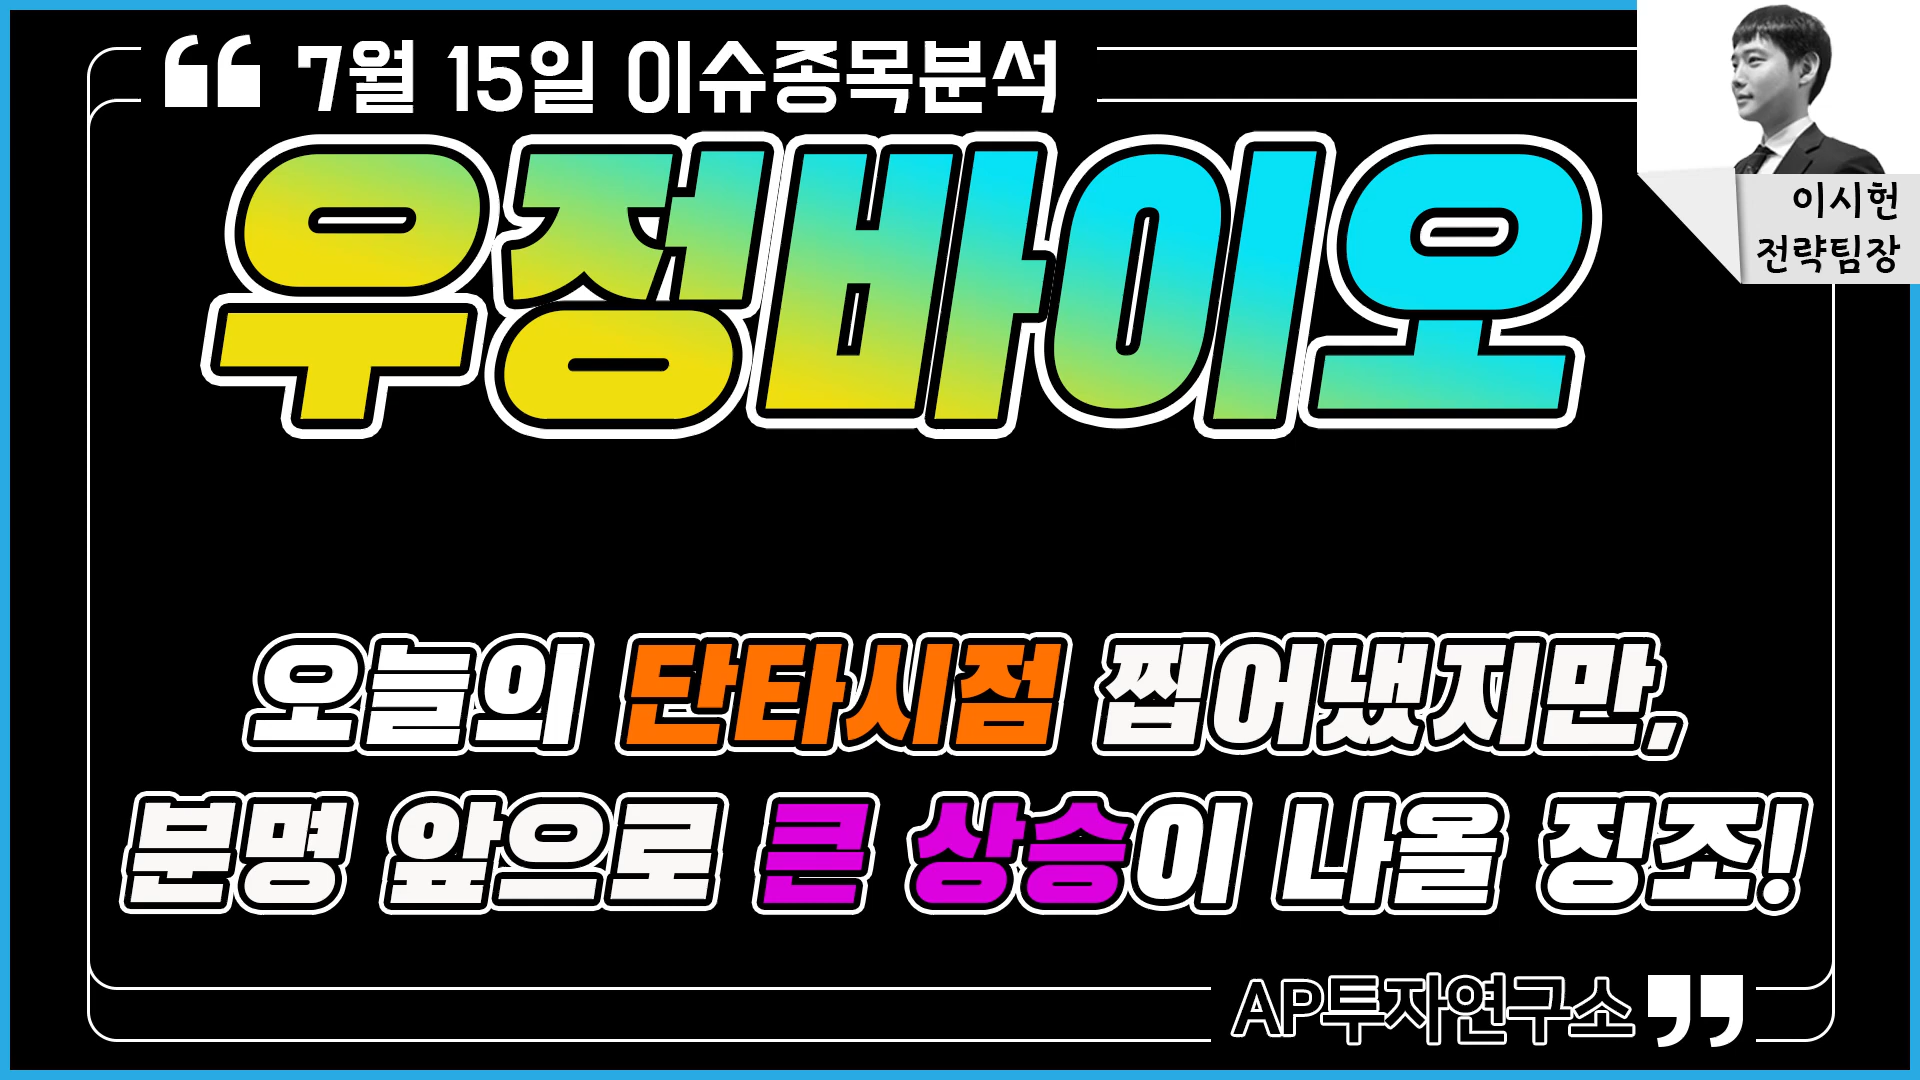 ❝ 7월 15일 이슈종목분석
우정바이오
이시헌
전략팀장
오늘의 단타시점 찝어냈지만,
분명 앞으로 큰 상승이 나올 징조!
AP투자연구소 ❞